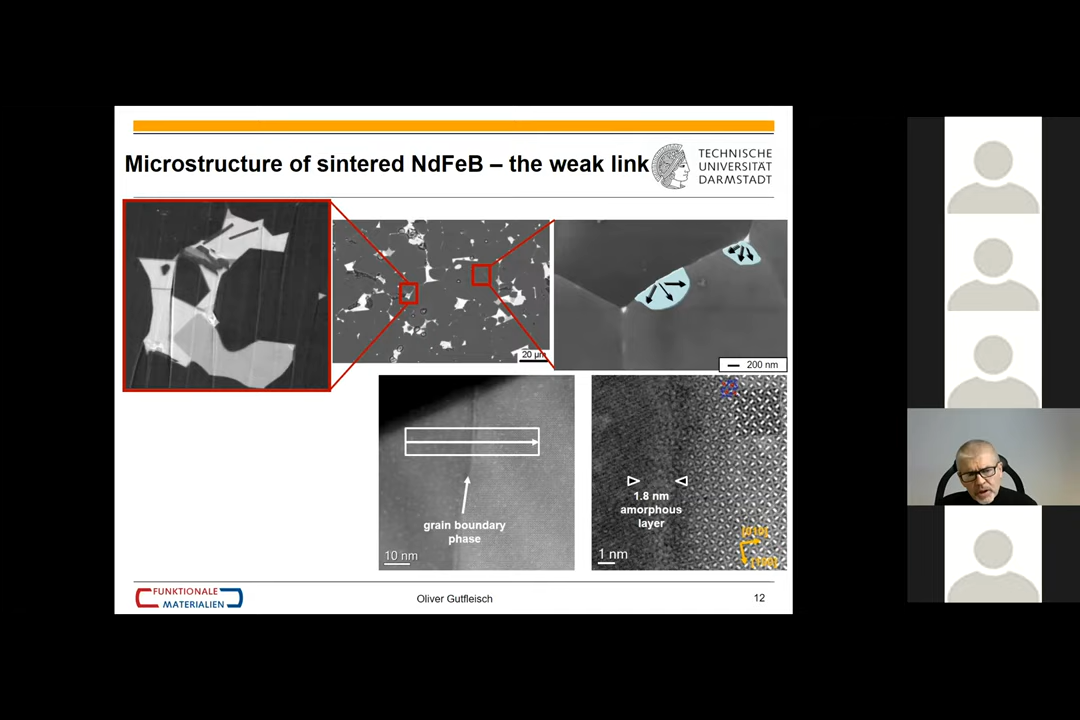 Microstructure of sintered NdFeB – the weak link
TECHNISCHE
UNIVERSITÄT
DARMSTADT
20 µm
200 nm
grain boundary
phase
10 nm
1.8 nm
amorphous
layer
1 nm
FUNKTIONALE
MATERIALIEN
Oliver Gutfleisch
12